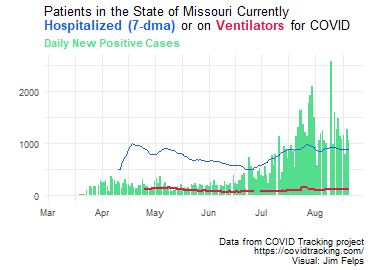 Patients in the State of Missouri Currently
Hospitalized (7-dma) or on Ventilators for COVID
Daily New Positive Cases
2000
1000
0
Mar Apr May Jun Jul Aug
Data from COVID Tracking project
https://covidtracking.com/
Visual: Jim Felps